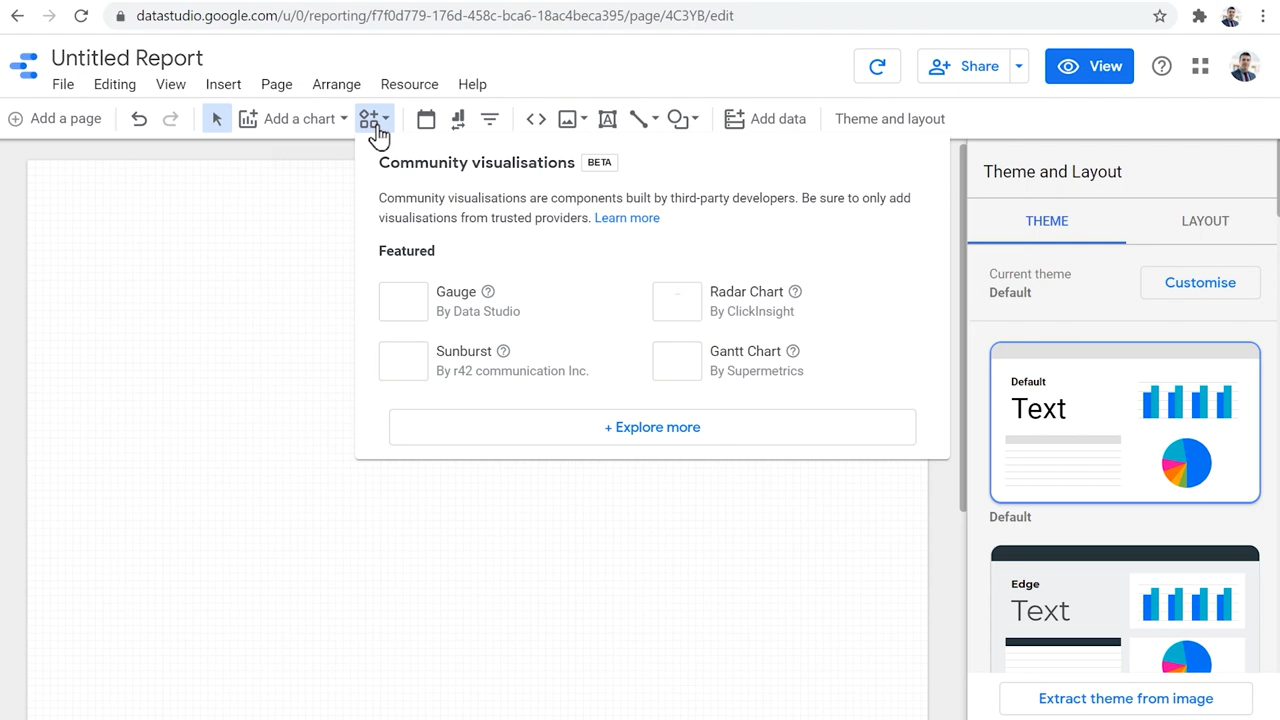 datastudio.google.com/u/0/reporting/f7f0d779-176d-458c-bca6-18ac4beca395/page/4C3YB/edit
Untitled Report
File Editing View Insert Page Arrange Resource Help
Share
View
Add a page
Add a chart
Add data
Theme and layout
Community visualisations BETA
Community visualisations are components built by third-party developers. Be sure to only add
visualisations from trusted providers. Learn more
Featured
Gauge
By Data Studio
Radar Chart
By ClickInsight
Sunburst
By r42 communication Inc.
Gantt Chart
By Supermetrics
+ Explore more
Theme and Layout
THEME LAYOUT
Current theme
Default
Customise
Default
Text
Default
Edge
Text
Extract theme from image